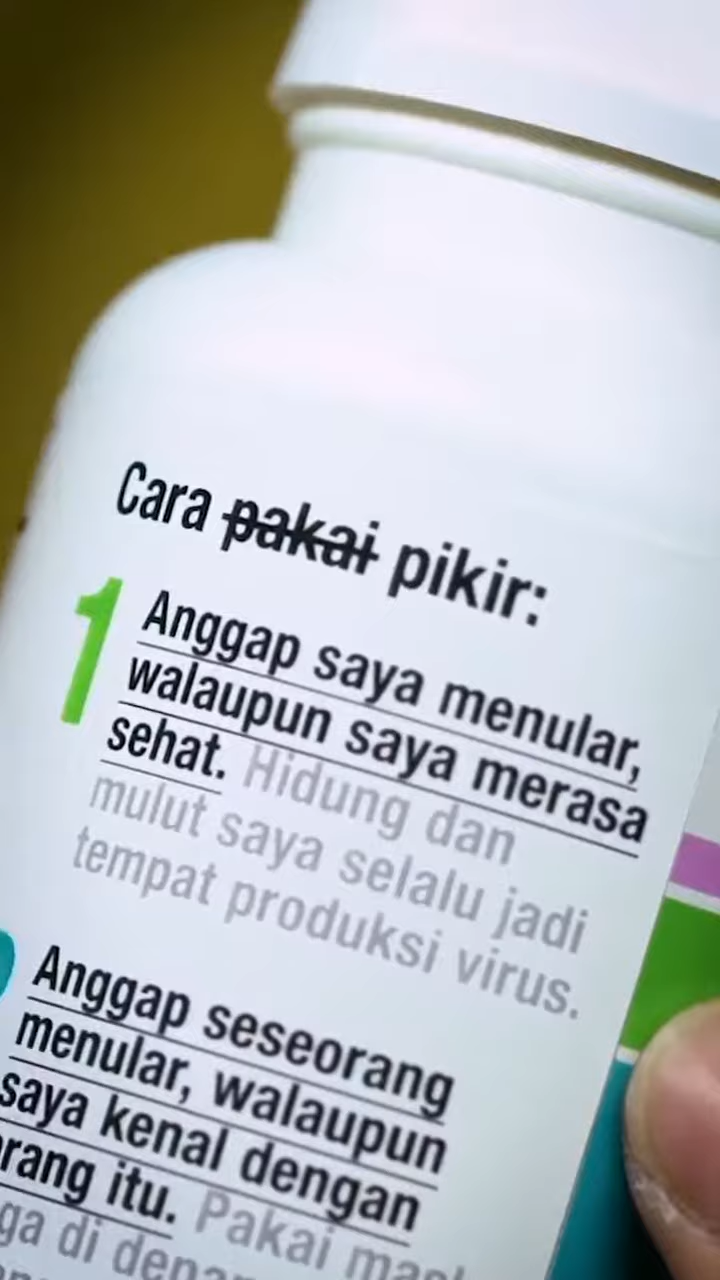 Cara pakai pikir:
1 Anggap saya menular,
walaupun saya merasa
sehat. Hidung dan
mulut saya selalu jadi
tempat produksi virus.
Anggap seseorang
menular, walaupun
saya kenal dengan
orang itu. Pakai
di